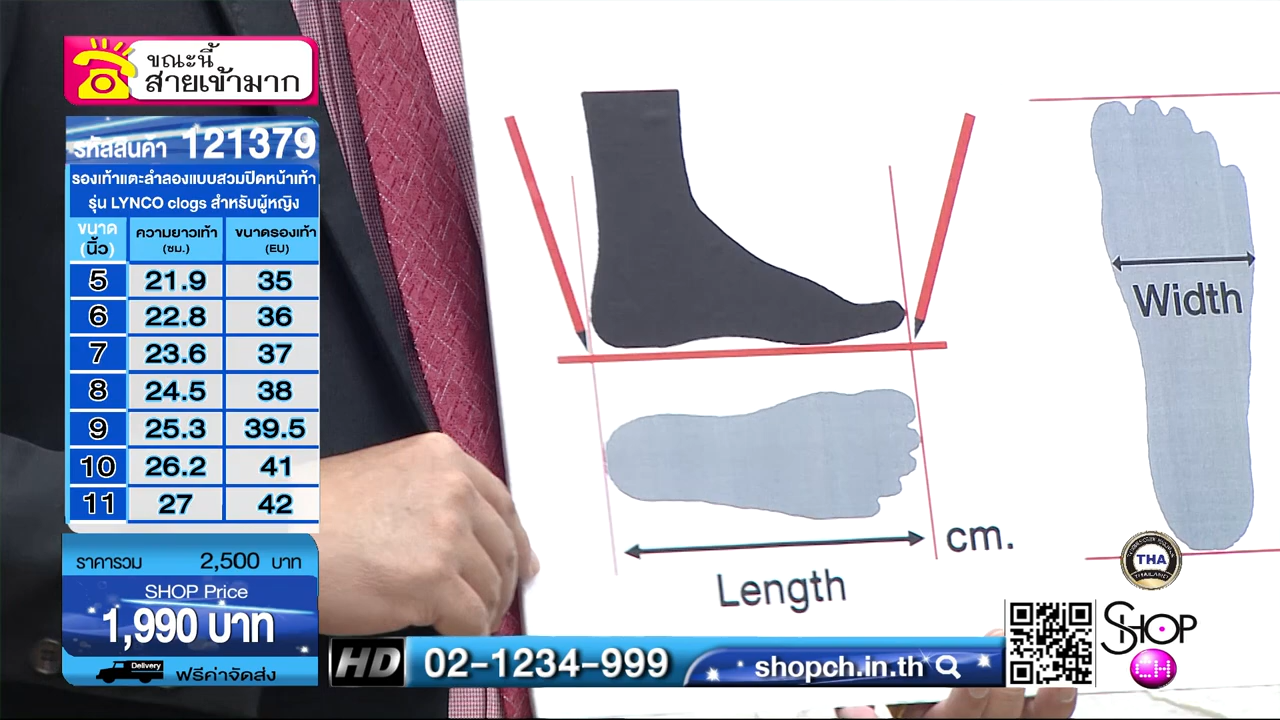 ขณะนี้
สายเข้ามาก
รหัสสินค้า 121379
รองเท้าแตะลำลองแบบสวมปิดหน้าเท้า
รุ่น LYNCO clogs สำหรับผู้หญิง
ขนาด (นิ้ว) ความยาวเท้า (ซม.) ขนาดรองเท้า (EU)
5 21.9 35
6 22.8 36
7 23.6 37
8 24.5 38
9 25.3 39.5
10 26.2 41
11 27 42
ราคารวม 2,500 บาท
SHOP Price
1,990 บาท
Delivery ฟรีค่าจัดส่ง
Width
cm.
Length
HD 02-1234-999 shopch.in.th
THA
THAILAND
SHOP
CH